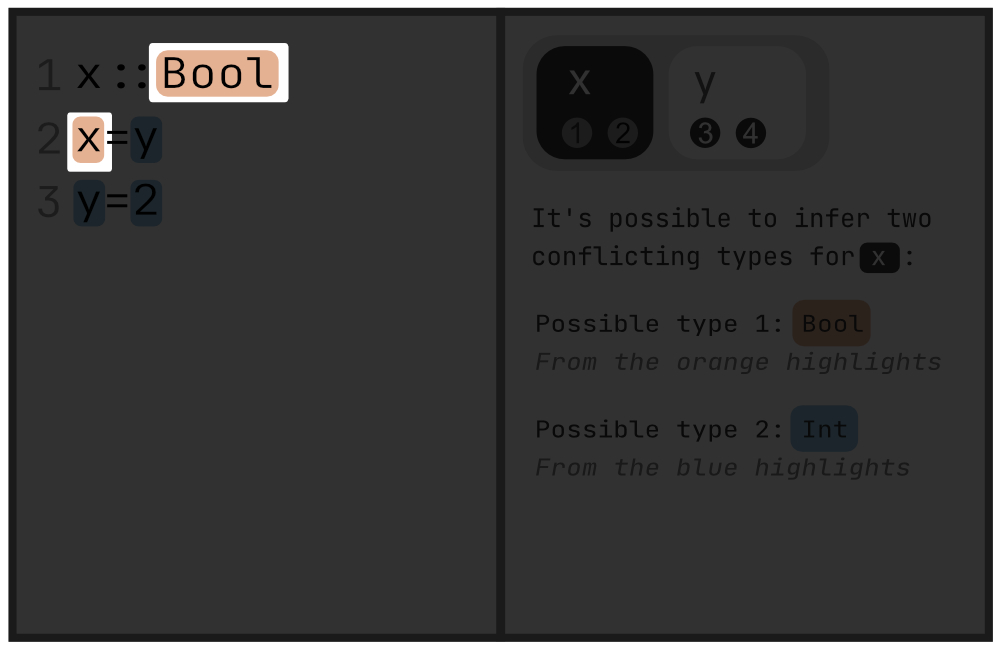 1 x::Bool
2 x=y
3 y=2
x y
1 2 3 4
It's possible to infer two
conflicting types for x :
Possible type 1: Bool
From the orange highlights
Possible type 2: Int
From the blue highlights